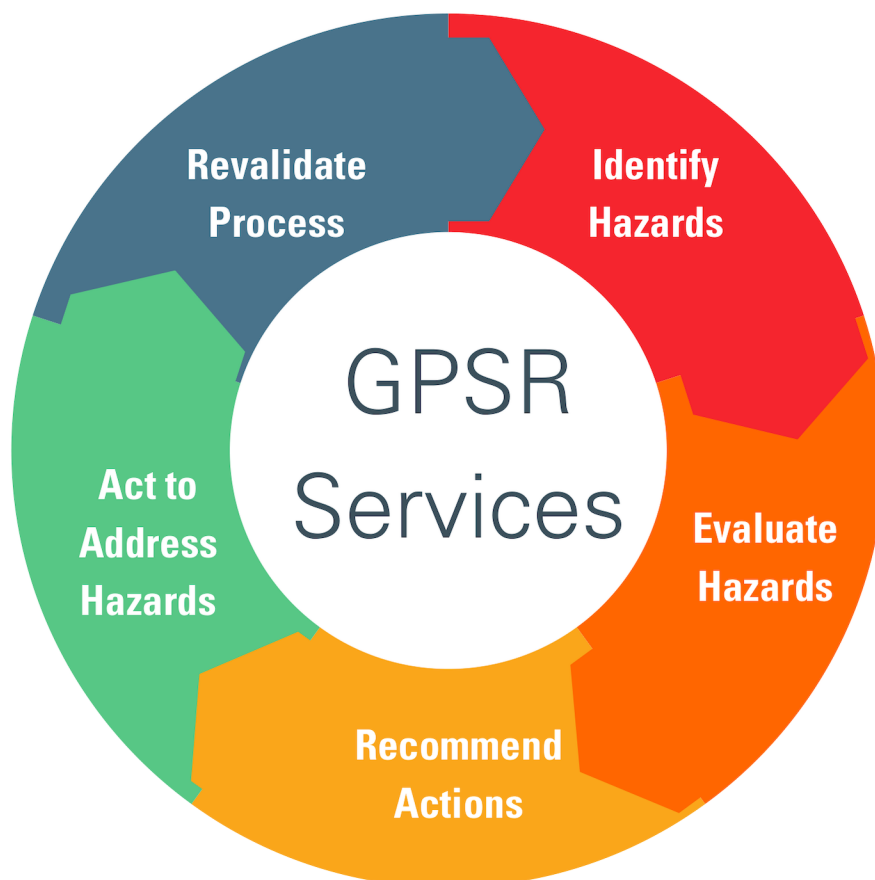 GPSR
Services
Identify
Hazards
Evaluate
Hazards
Recommend
Actions
Act to
Address
Hazards
Revalidate
Process